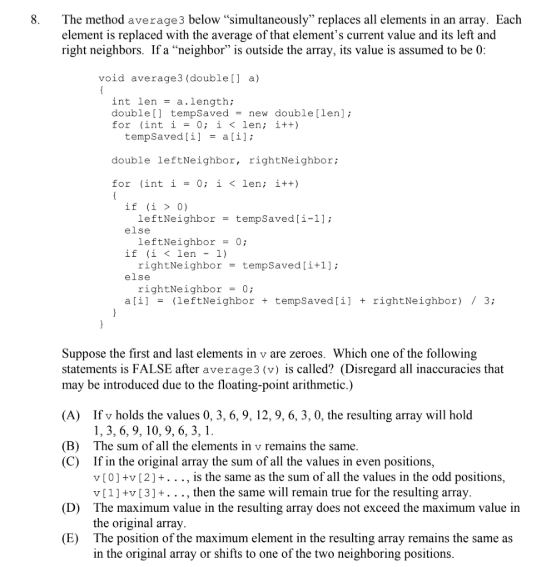 8. The method average3 below “simultaneously” replaces all elements in an array. Each
element is replaced with the average of that element's current value and its left and
right neighbors. If a “neighbor” is outside the array, its value is assumed to be 0:
void average3(double[] a)
{
int len = a.length;
double[] tempSaved = new double[len];
for (int i = 0; i < len; i++)
tempSaved[i] = a[i];
double leftNeighbor, rightNeighbor;
for (int i = 0; i < len; i++)
{
if (i > 0)
leftNeighbor = tempSaved[i-1];
else
leftNeighbor = 0;
if (i < len - 1)
rightNeighbor = tempSaved[i+1];
else
rightNeighbor = 0;
a[i] = (leftNeighbor + tempSaved[i] + rightNeighbor) / 3;
}
}
Suppose the first and last elements in v are zeroes. Which one of the following
statements is FALSE after average3(v) is called? (Disregard all inaccuracies that
may be introduced due to the floating-point arithmetic.)
(A) If v holds the values 0, 3, 6, 9, 12, 9, 6, 3, 0, the resulting array will hold
1, 3, 6, 9, 10, 9, 6, 3, 1.
(B) The sum of all the elements in v remains the same.
(C) If in the original array the sum of all the values in even positions,
v[0]+v[2]+..., is the same as the sum of all the values in the odd positions,
v[1]+v[3]+..., then the same will remain true for the resulting array.
(D) The maximum value in the resulting array does not exceed the maximum value in
the original array.
(E) The position of the maximum element in the resulting array remains the same as
in the original array or shifts to one of the two neighboring positions.